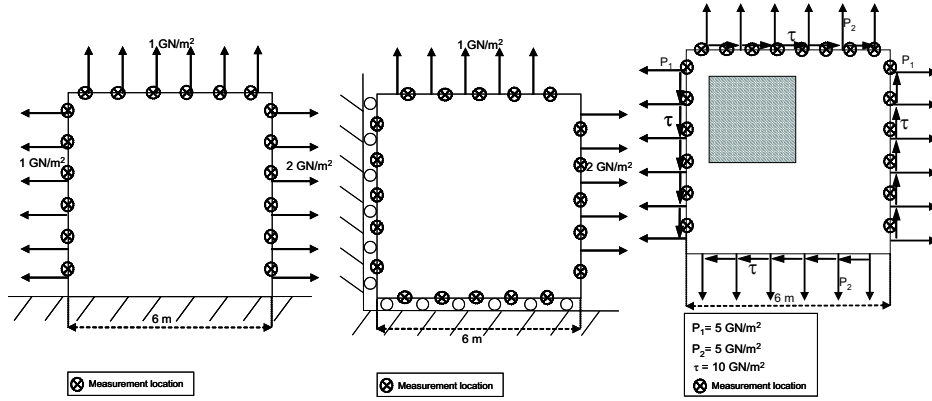 1 GN/m²
1 GN/m²
2 GN/m²
6 m
Measurement location
1 GN/m²
2 GN/m²
6 m
Measurement location
P₂
τ
P₁
P₁
τ
τ
τ
P₂
6 m
P₁= 5 GN/m²
P₂= 5 GN/m²
τ = 10 GN/m²
Measurement location